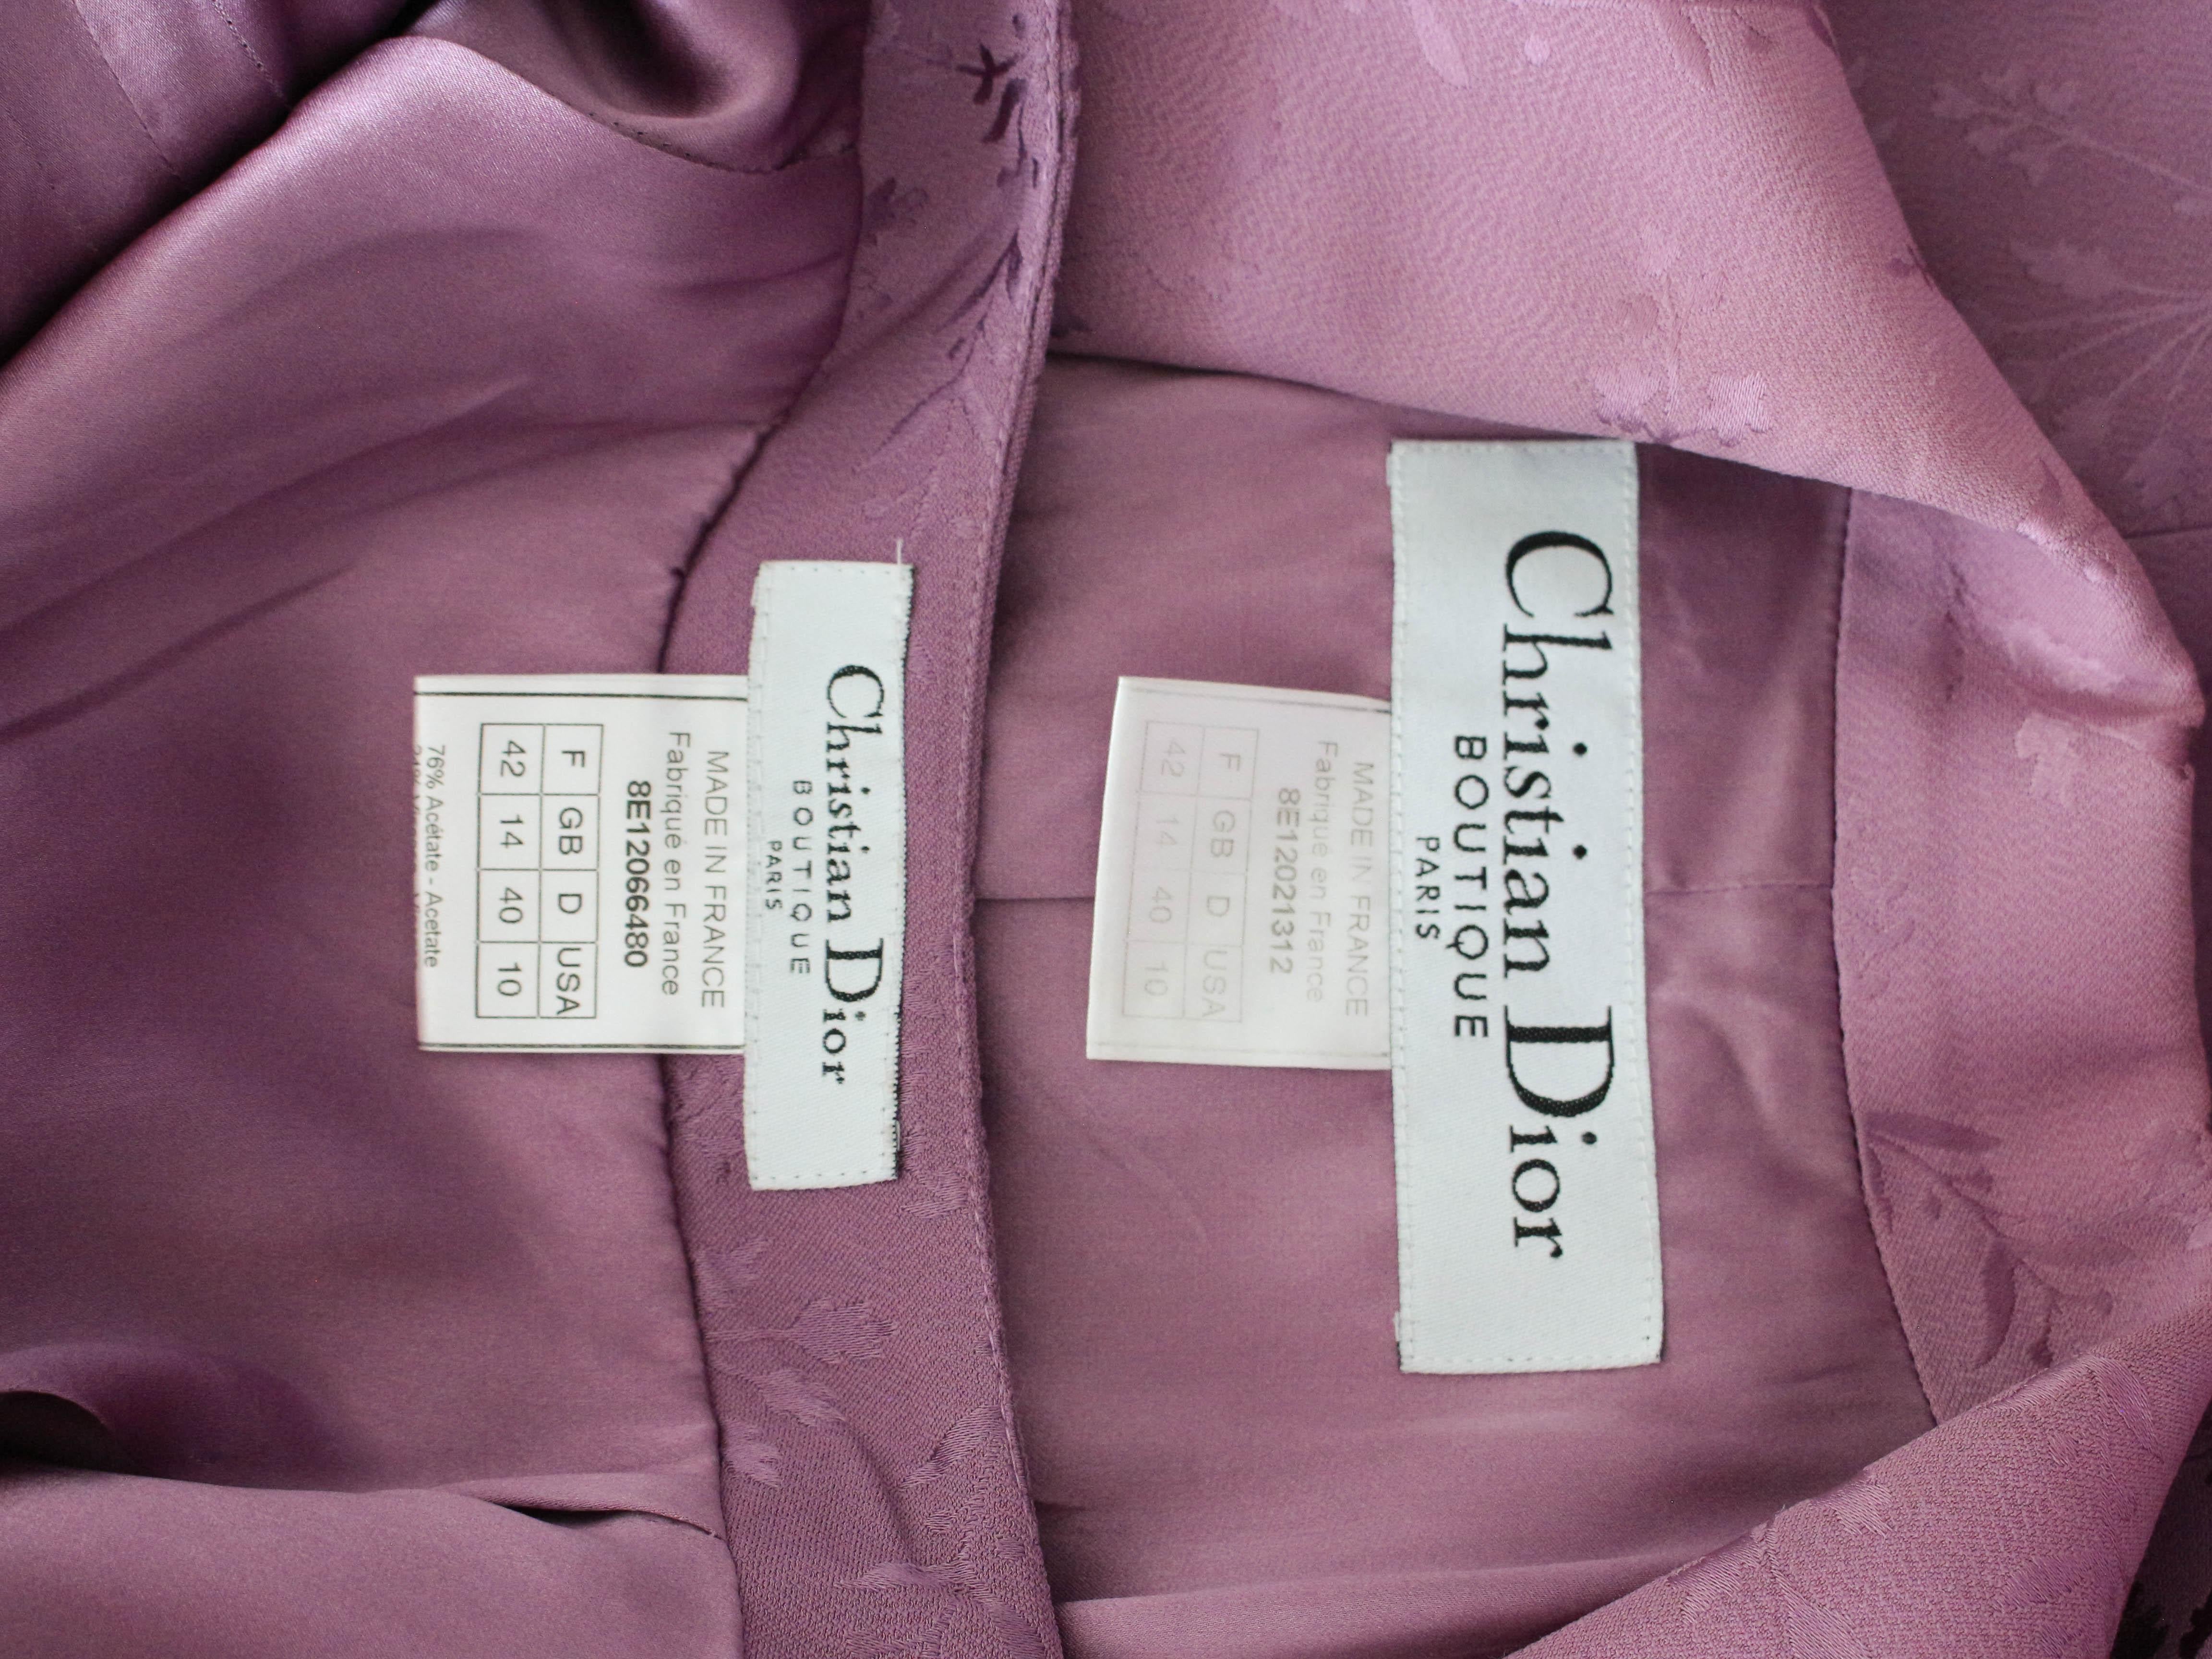 Christian Dior
BOUTIQUE
PARIS
MADE IN FRANCE
Fabriqué en France
8E12021312
F GB D USA
42 14 40 10
Christian Dior
BOUTIQUE
PARIS
MADE IN FRANCE
Fabriqué en France
8E12066480
F GB D USA
42 14 40 10
76% Acétate - Acetate